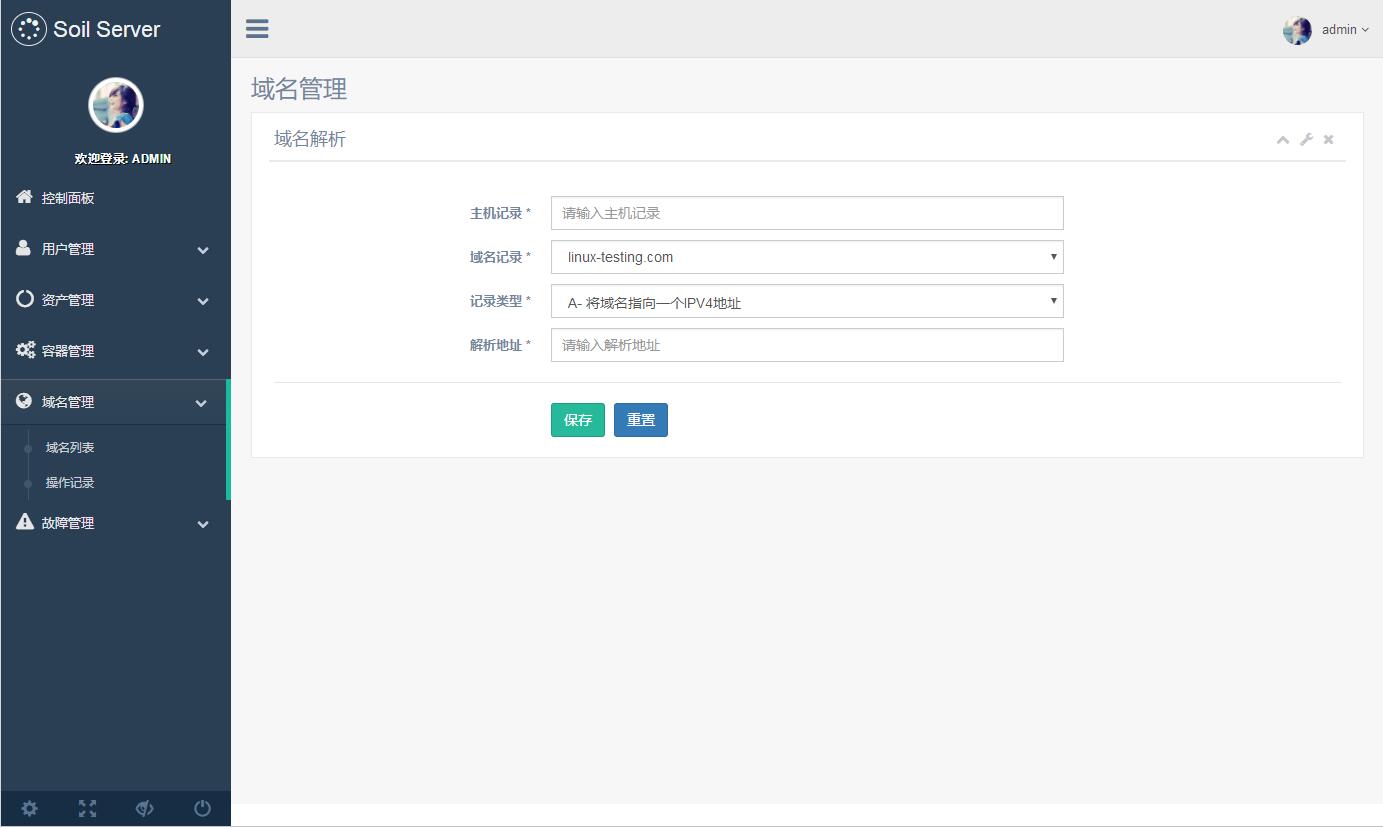 Soil Server
admin
欢迎登录: ADMIN
控制面板
用户管理
资产管理
容器管理
域名管理
域名列表
操作记录
故障管理
域名管理
域名解析
主机记录 * 请输入主机记录
域名记录 * linux-testing.com
记录类型 * A- 将域名指向一个IPV4地址
解析地址 * 请输入解析地址
保存 重置